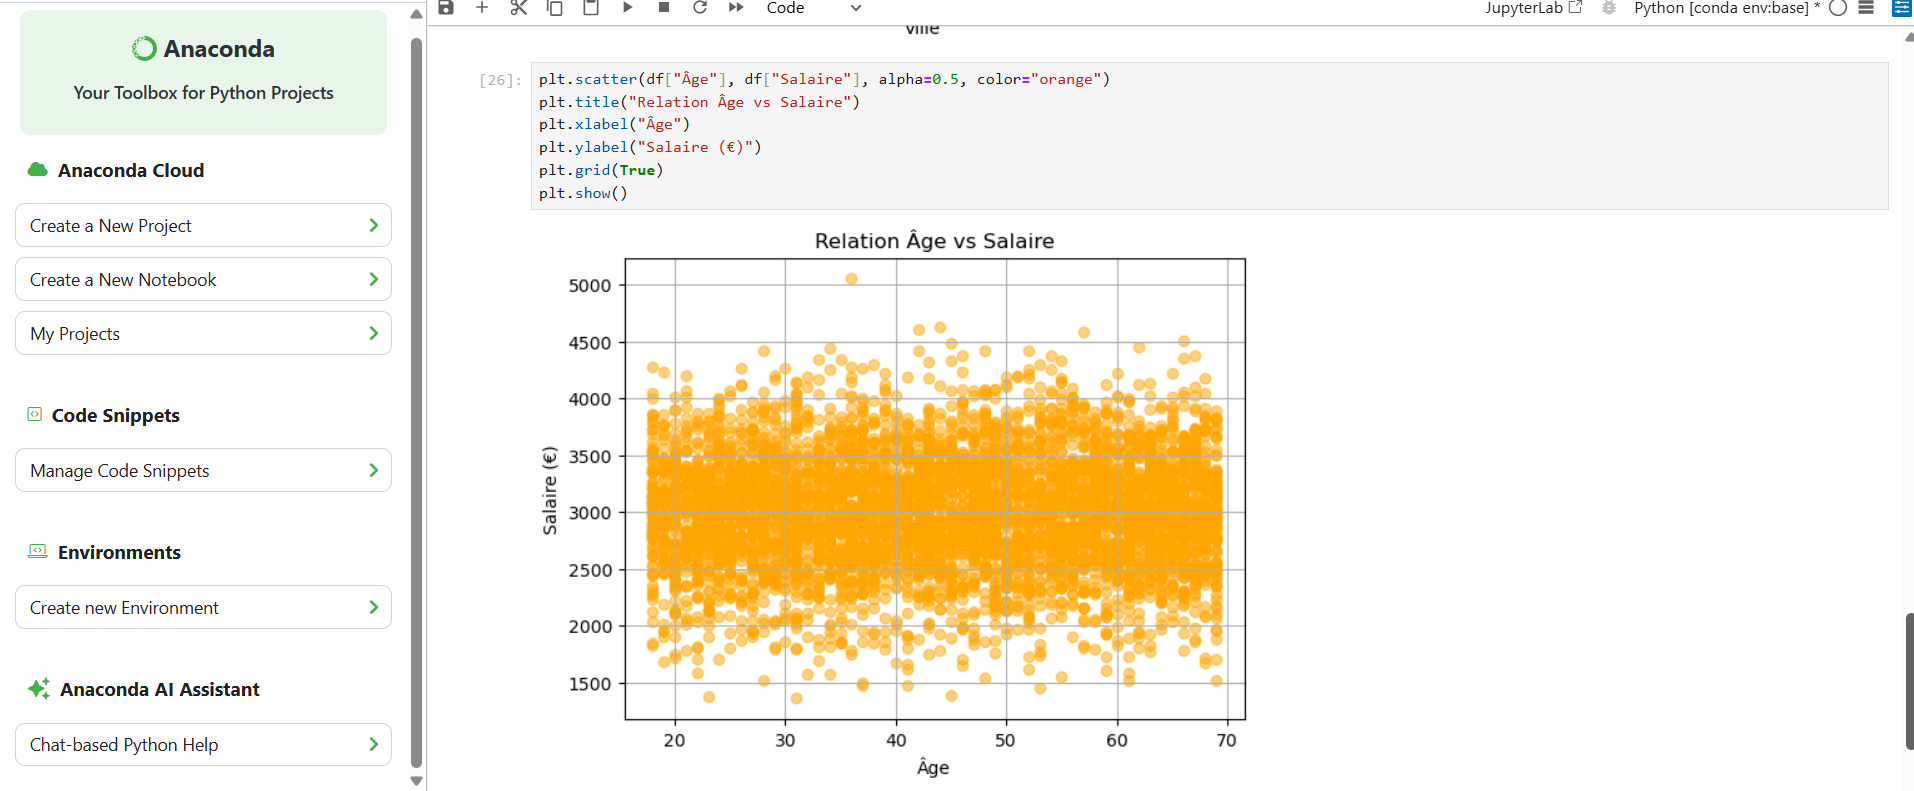 Anaconda
Your Toolbox for Python Projects
Anaconda Cloud
Create a New Project
Create a New Notebook
My Projects
Code Snippets
Manage Code Snippets
Environments
Create new Environment
Anaconda AI Assistant
Chat-based Python Help
Code
JupyterLab
Python [conda env:base] *
ville
[26]:
plt.scatter(df["Âge"], df["Salaire"], alpha=0.5, color="orange")
plt.title("Relation Âge vs Salaire")
plt.xlabel("Âge")
plt.ylabel("Salaire (€)")
plt.grid(True)
plt.show()
Relation Âge vs Salaire
5000
4500
4000
3500
3000
2500
2000
1500
Salaire (€)
20 30 40 50 60 70
Âge